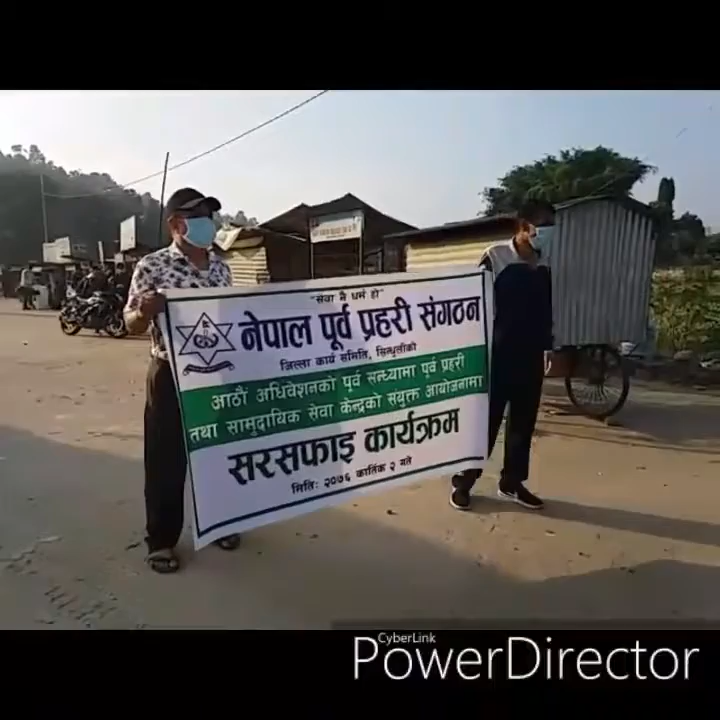 "सेवा नै धर्म हो"
नेपाल पूर्व प्रहरी संगठन
जिल्ला कार्य समिति, सिन्धुलीको
आठौं अधिवेशनको पूर्व सन्ध्यामा पूर्व प्रहरी
तथा सामुदायिक सेवा केन्द्रको संयुक्त आयोजनामा
सरसफाइ कार्यक्रम
मितिः २०७६ कार्तिक २ गते
CyberLink
PowerDirector